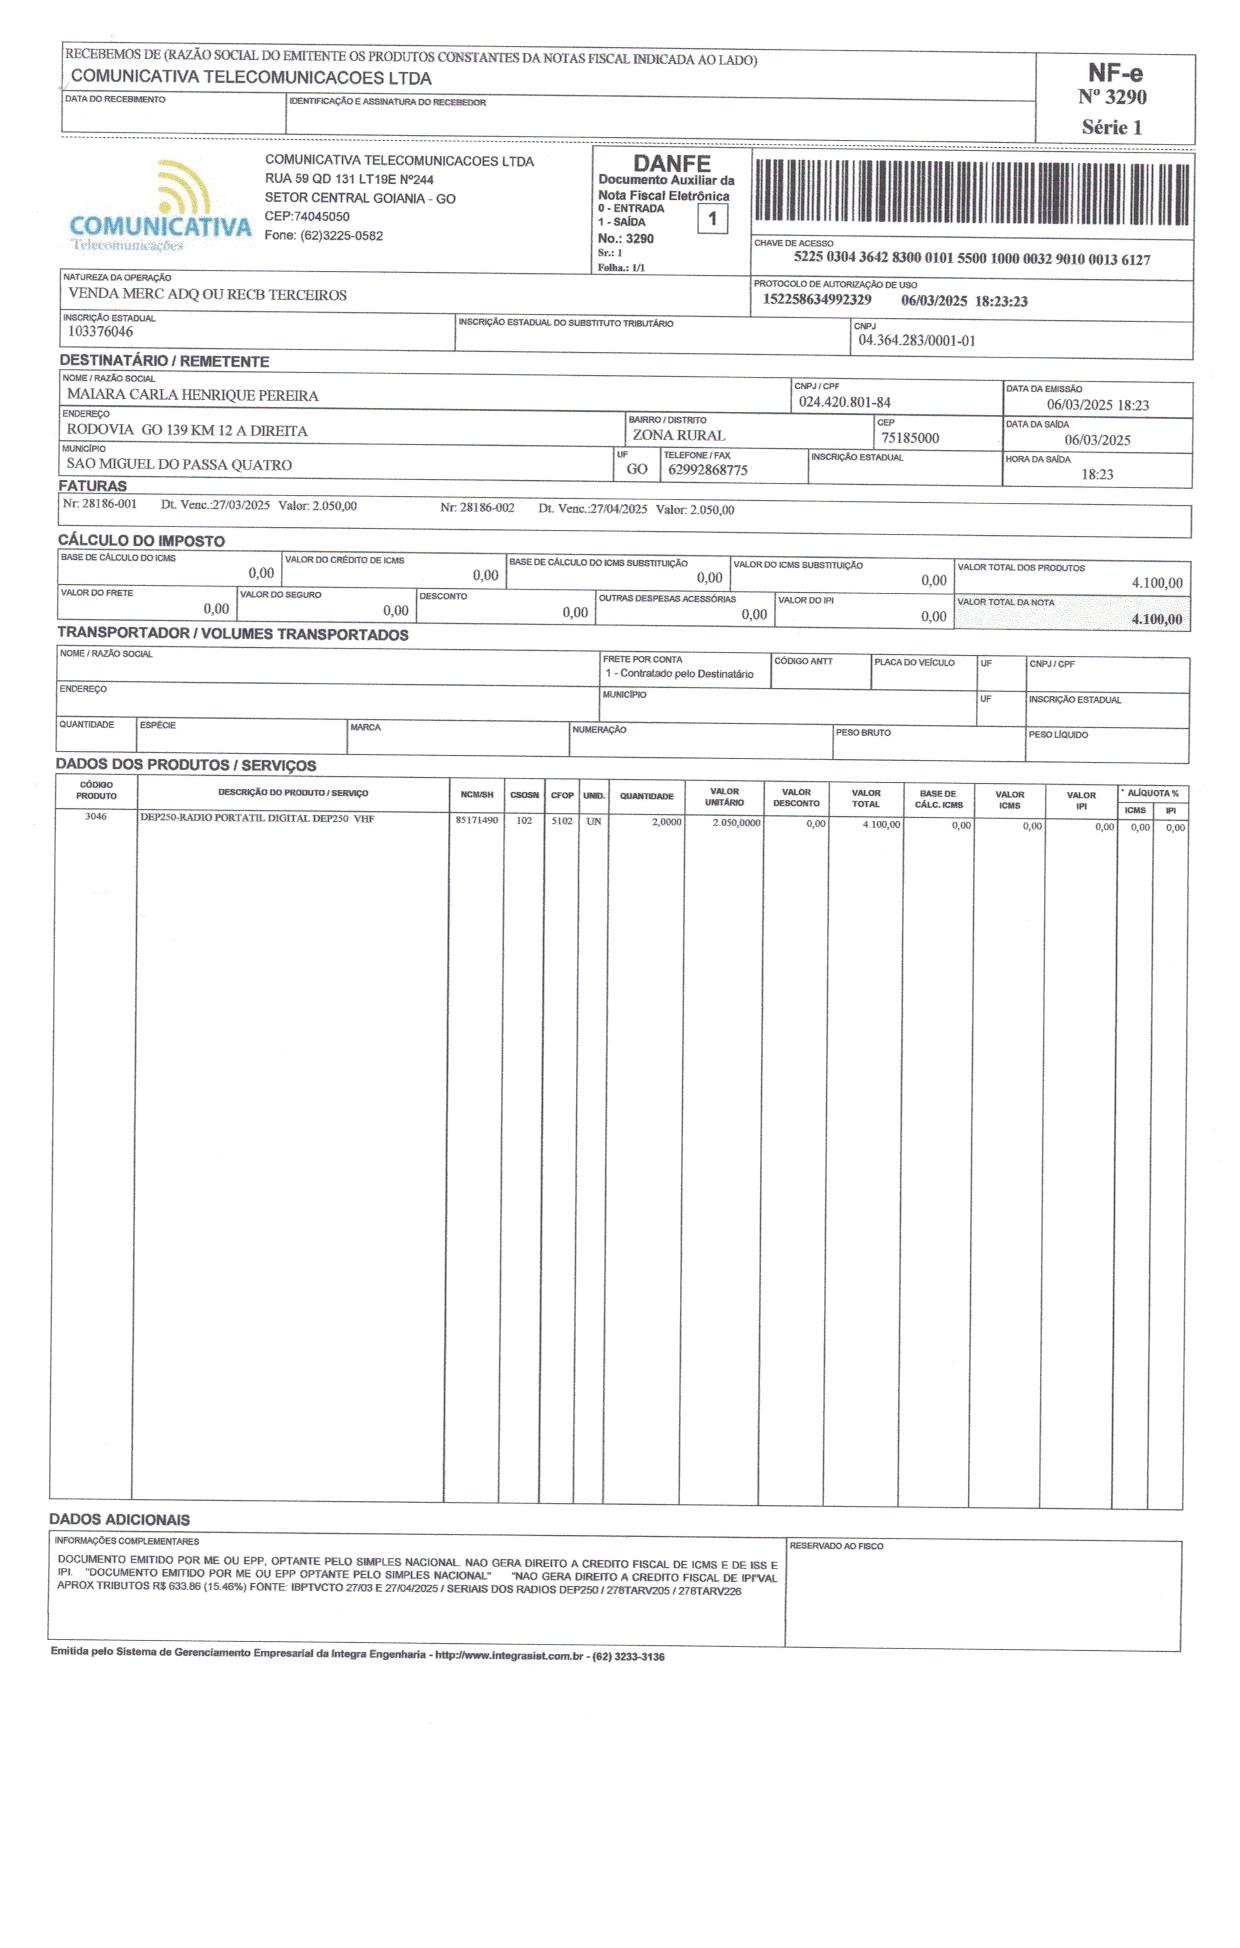 RECEBEMOS DE (RAZÃO SOCIAL DO EMITENTE OS PRODUTOS CONSTANTES DA NOTAS FISCAL INDICADA AO LADO)
COMUNICATIVA TELECOMUNICACOES LTDA
DATA DO RECEBIMENTO
IDENTIFICAÇÃO E ASSINATURA DO RECEBEDOR
NF-e
Nº 3290
Série 1
COMUNICATIVA
Telecomunicações
COMUNICATIVA TELECOMUNICACOES LTDA
RUA 59 QD 131 LT19E Nº244
SETOR CENTRAL GOIANIA - GO
CEP:74045050
Fone: (62)3225-0582
DANFE
Documento Auxiliar da
Nota Fiscal Eletrônica
0 - ENTRADA
1 - SAÍDA
1
No.: 3290
Sr.: 1
Folha.: 1/1
CHAVE DE ACESSO
5225 0304 3642 8300 0101 5500 1000 0032 9010 0013 6127
NATUREZA DA OPERAÇÃO
VENDA MERC ADQ OU RECB TERCEIROS
PROTOCOLO DE AUTORIZAÇÃO DE USO
152258634992329 06/03/2025 18:23:23
INSCRIÇÃO ESTADUAL
103376046
INSCRIÇÃO ESTADUAL DO SUBSTITUTO TRIBUTÁRIO
CNPJ
04.364.283/0001-01
DESTINATÁRIO / REMETENTE
NOME / RAZÃO SOCIAL
MAIARA CARLA HENRIQUE PEREIRA
CNPJ / CPF
024.420.801-84
DATA DA EMISSÃO
06/03/2025 18:23
ENDEREÇO
RODOVIA GO 139 KM 12 A DIREITA
BAIRRO / DISTRITO
ZONA RURAL
CEP
75185000
DATA DA SAÍDA
06/03/2025
MUNICÍPIO
SAO MIGUEL DO PASSA QUATRO
UF
GO
TELEFONE / FAX
62992868775
INSCRIÇÃO ESTADUAL
HORA DA SAÍDA
18:23
FATURAS
Nr: 28186-001 Dt. Venc.:27/03/2025 Valor: 2.050,00 Nr: 28186-002 Dt. Venc.:27/04/2025 Valor: 2.050,00
CÁLCULO DO IMPOSTO
BASE DE CÁLCULO DO ICMS
0,00
VALOR DO CRÉDITO DE ICMS
0,00
BASE DE CÁLCULO DO ICMS SUBSTITUIÇÃO
0,00
VALOR DO ICMS SUBSTITUIÇÃO
0,00
VALOR TOTAL DOS PRODUTOS
4.100,00
VALOR DO FRETE
0,00
VALOR DO SEGURO
0,00
DESCONTO
0,00
OUTRAS DESPESAS ACESSÓRIAS
0,00
VALOR DO IPI
0,00
VALOR TOTAL DA NOTA
4.100,00
TRANSPORTADOR / VOLUMES TRANSPORTADOS
NOME / RAZÃO SOCIAL
FRETE POR CONTA
1 - Contratado pelo Destinatário
CÓDIGO ANTT
PLACA DO VEÍCULO
UF
CNPJ / CPF
ENDEREÇO
MUNICÍPIO
UF
INSCRIÇÃO ESTADUAL
QUANTIDADE
ESPÉCIE
MARCA
NUMERAÇÃO
PESO BRUTO
PESO LÍQUIDO
DADOS DOS PRODUTOS / SERVIÇOS
CÓDIGO PRODUTO DESCRIÇÃO DO PRODUTO / SERVIÇO NCM/SH CSOSN CFOP UNID. QUANTIDADE VALOR UNITÁRIO VALOR DESCONTO VALOR TOTAL BASE DE CÁLC. ICMS VALOR ICMS VALOR IPI * ALÍQUOTA % ICMS IPI
3046 DEP250-RADIO PORTATIL DIGITAL DEP250 VHF 85171490 102 5102 UN 2,0000 2.050,0000 0,00 4.100,00 0,00 0,00 0,00 0,00 0,00
DADOS ADICIONAIS
INFORMAÇÕES COMPLEMENTARES
DOCUMENTO EMITIDO POR ME OU EPP, OPTANTE PELO SIMPLES NACIONAL. NAO GERA DIREITO A CREDITO FISCAL DE ICMS E DE ISS E
IPI. "DOCUMENTO EMITIDO POR ME OU EPP OPTANTE PELO SIMPLES NACIONAL" "NAO GERA DIREITO A CREDITO FISCAL DE IPI"VAL
APROX TRIBUTOS R$ 633.86 (15.46%) FONTE: IBPTVCTO 27/03 E 27/04/2025 / SERIAIS DOS RADIOS DEP250 / 278TARV205 / 278TARV226
RESERVADO AO FISCO
Emitida pelo Sistema de Gerenciamento Empresarial da Integra Engenharia - http://www.integrasist.com.br - (62) 3233-3136